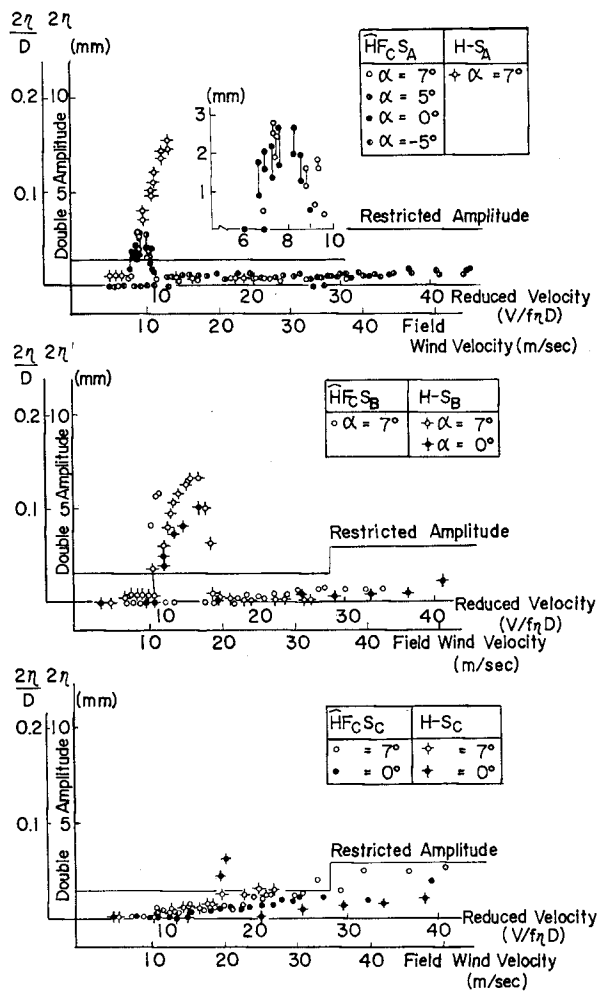 2η 2η
D (mm)
ĤFcSA H-SA
○ α = 7° α = 7°
● α = 5°
● α = 0°
α = -5°
0.2 10
(mm)
3
2
1
6 8 10
0.1 5
Double Amplitude
Restricted Amplitude
10 20 30 40 Reduced Velocity
(V/fηD)
10 20 30 40 Field
Wind Velocity (m/sec)
2η 2η'
D (mm)
ĤFcSB H-SB
○ α = 7° α = 7°
α = 0°
0.2 10
0.1 5
Double Amplitude
Restricted Amplitude
10 20 30 40 Reduced Velocity
(V/fηD)
10 20 30 40 Field Wind Velocity
(m/sec)
2η 2η
D (mm)
ĤFcSc H-Sc
○ = 7° = 7°
● = 0° = 0°
0.2 10
0.1 5
Double Amplitude
Restricted Amplitude
10 20 30 40 Reduced Velocity
(V/fηD)
10 20 30 40 Field Wind Velocity
(m/sec)